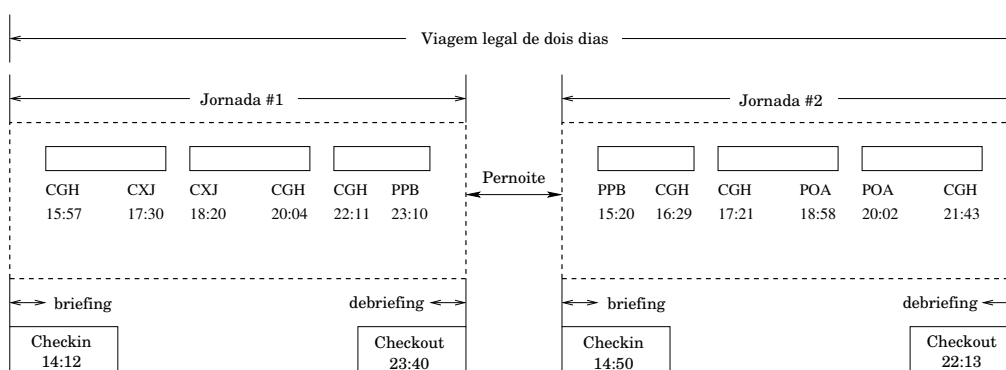 Viagem legal de dois dias
Jornada #1 Jornada #2
Pernoite
CGH CXJ CXJ CGH CGH PPB PPB CGH CGH POA POA CGH
15:57 17:30 18:20 20:04 22:11 23:10 15:20 16:29 17:21 18:58 20:02 21:43
briefing debriefing briefing debriefing
Checkin Checkout Checkin Checkout
14:12 23:40 14:50 22:13